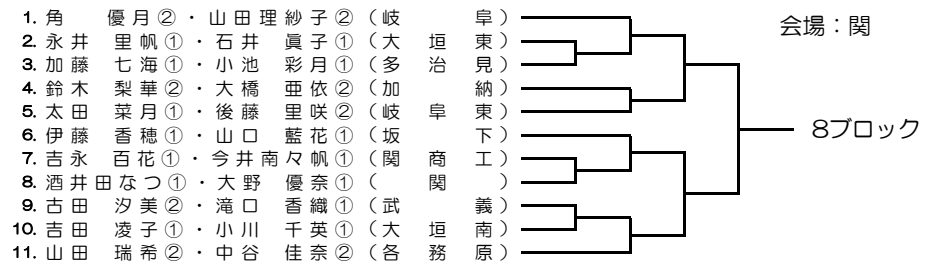 1. 角　優月②・山田理紗子②（岐　阜）
2. 永井　里帆①・石井　眞子①（大垣東）
3. 加藤　七海①・小池　彩月①（多治見）
4. 鈴木　梨華②・大橋　亜依②（加　納）
5. 太田　菜月①・後藤　里咲②（岐阜東）
6. 伊藤　香穂①・山口　藍花①（坂　下）
7. 吉永　百花①・今井南々帆①（関商工）
8. 酒井田なつ①・大野　優奈①（　関　）
9. 古田　汐美②・滝口　香織①（武　義）
10. 吉田　凌子①・小川　千英①（大垣南）
11. 山田　瑞希②・中谷　佳奈②（各務原）
会場：関
8ブロック